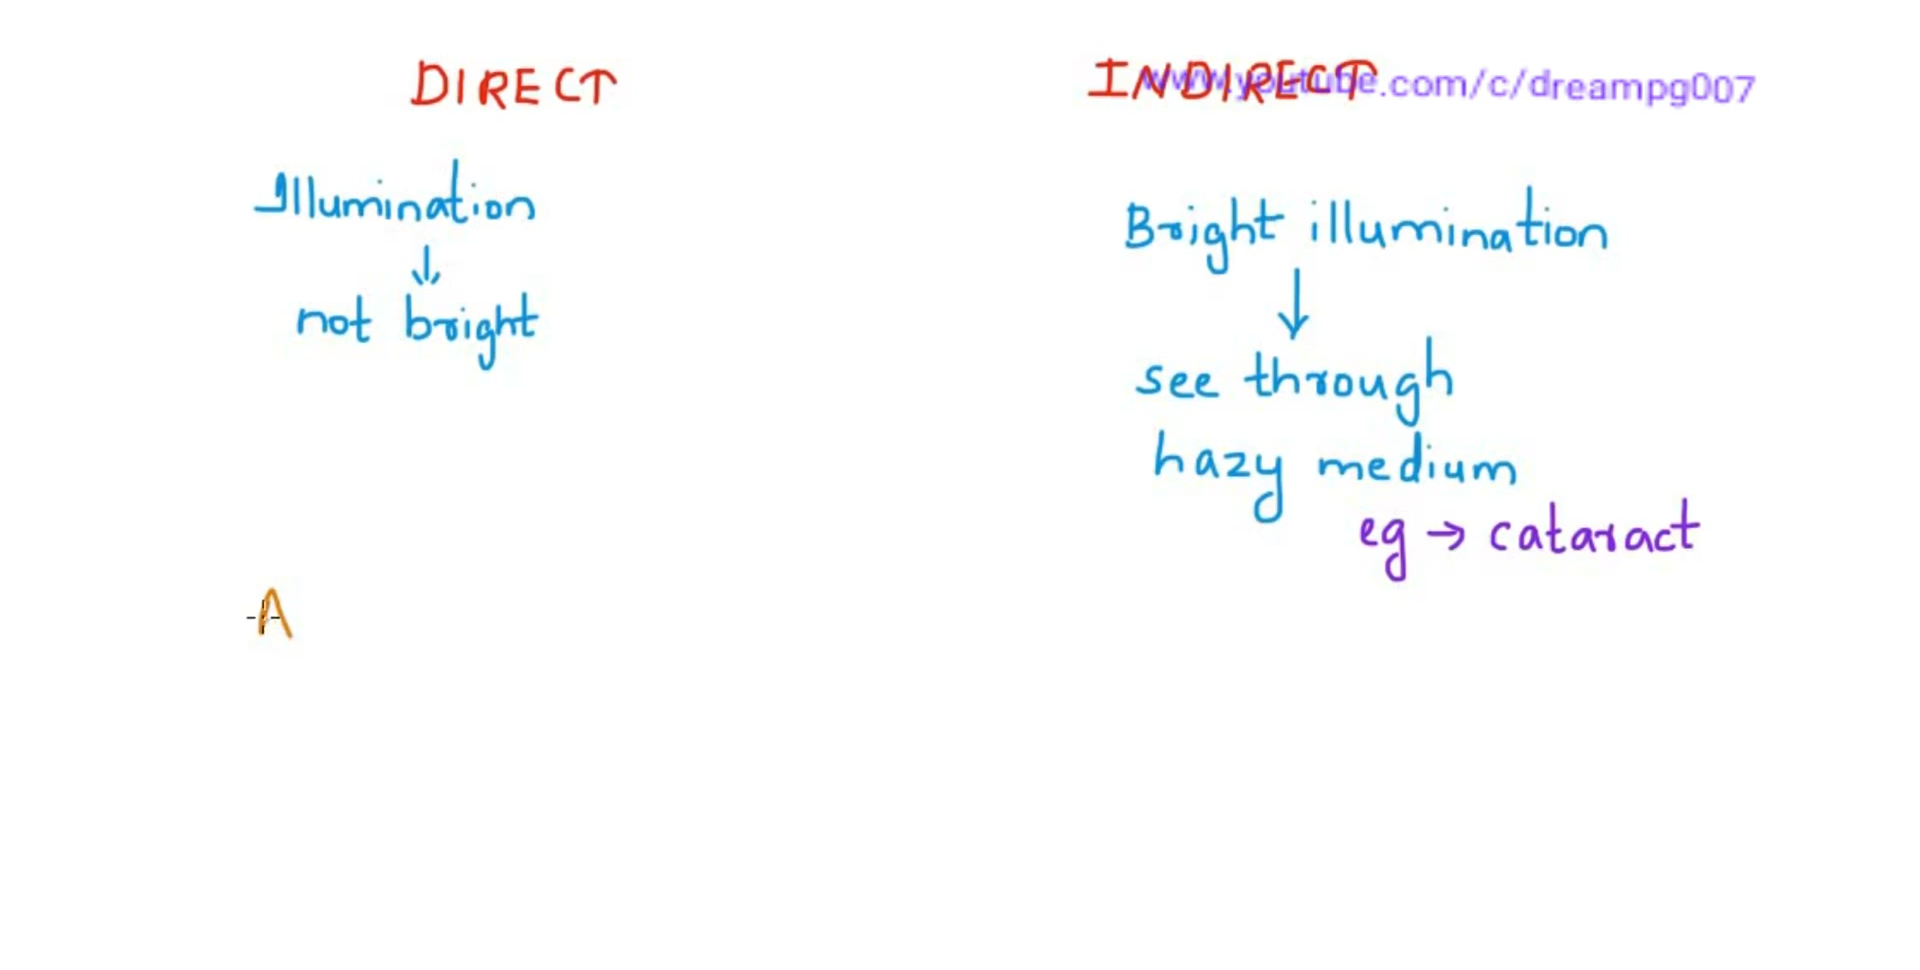 DIRECT
INDIRECT
www.youtube.com/c/dreampg007
Illumination
↓
not bright
Bright illumination
↓
see through
hazy medium
eg → cataract
A